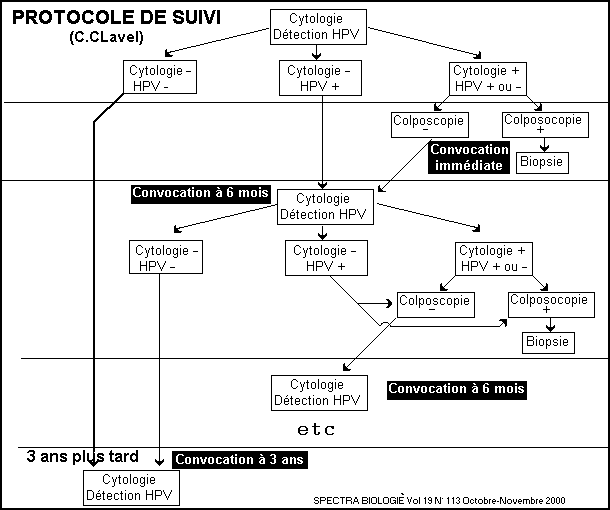 PROTOCOLE DE SUIVI
(C.CLavel)
Cytologie
Détection HPV
Cytologie -
HPV -
Cytologie -
HPV +
Cytologie +
HPV + ou -
Colposcopie
-
Colposocopie
+
Convocation
immédiate
Biopsie
Convocation à 6 mois
Cytologie
Détection HPV
Cytologie -
HPV -
Cytologie -
HPV +
Cytologie +
HPV + ou -
Colposcopie
-
Colposocopie
+
Biopsie
Cytologie
Détection HPV
Convocation à 6 mois
etc
3 ans plus tard
Convocation à 3 ans
Cytologie
Détection HPV
SPECTRA BIOLOGIÈ Vol 19 N' 113 Octobre-Novembre 2000